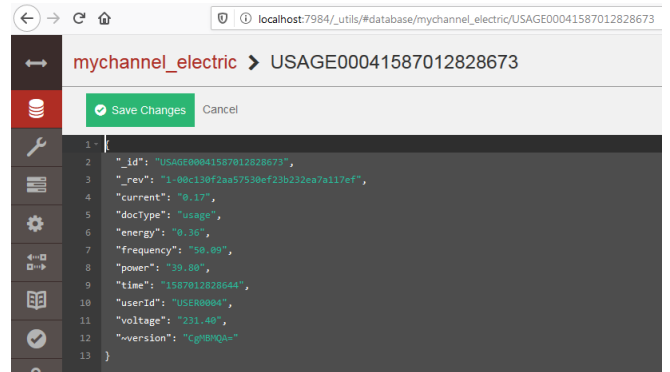 localhost:7984/_utils/#database/mychannel_electric/USAGE00041587012828673
mychannel_electric > USAGE00041587012828673
Save Changes Cancel
1 {
2 "_id": "USAGE00041587012828673",
3 "_rev": "1-00c130f2aa57530ef23b232ea7a117ef",
4 "current": "0.17",
5 "docType": "usage",
6 "energy": "0.36",
7 "frequency": "50.09",
8 "power": "39.80",
9 "time": "1587012828644",
10 "userId": "USER0004",
11 "voltage": "231.40",
12 "~version": "CgMBMQA="
13 }